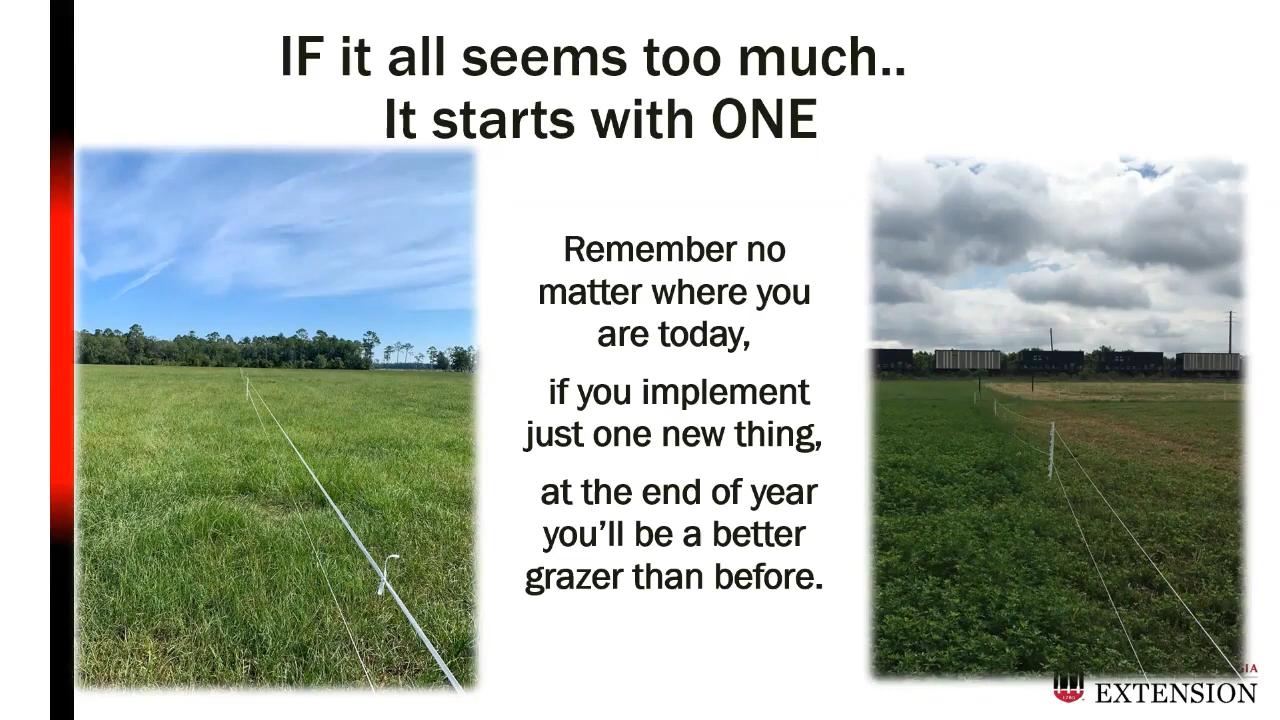 IF it all seems too much..
It starts with ONE
Remember no
matter where you
are today,
if you implement
just one new thing,
at the end of year
you’ll be a better
grazer than before.
IA
EXTENSION